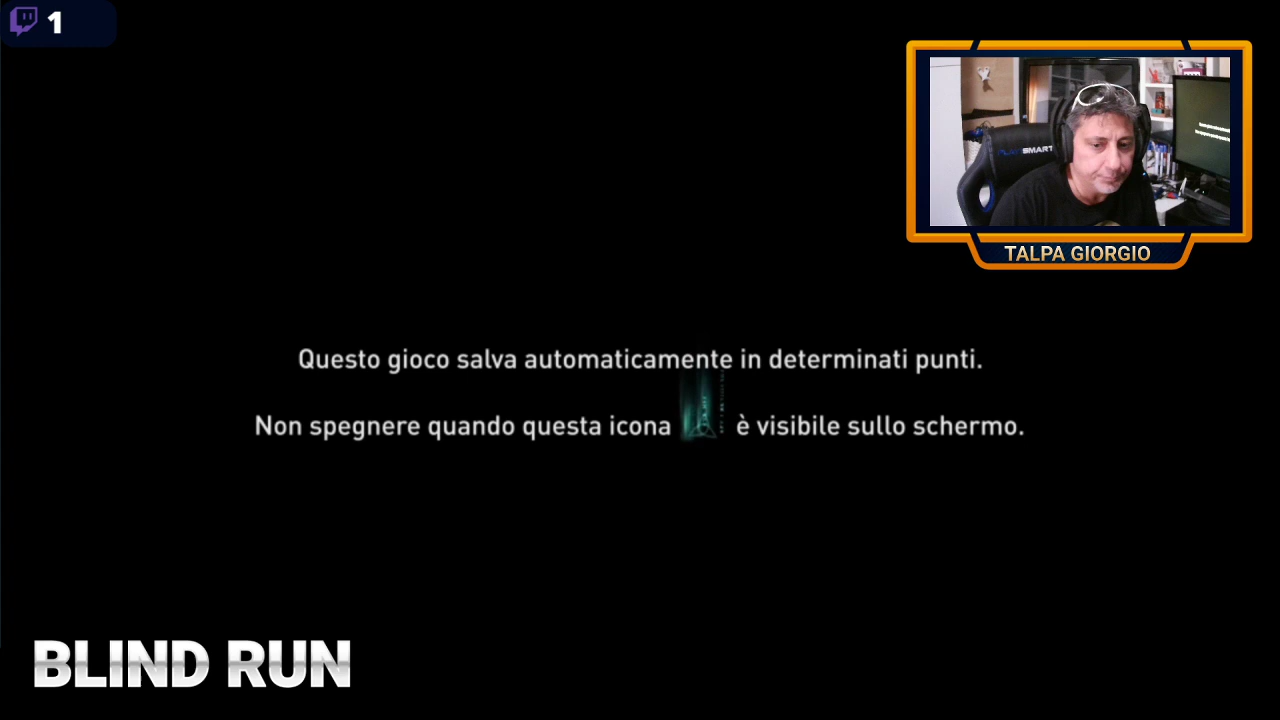 1
TALPA GIORGIO
SMART
Questo gioco salva automaticamente in determinati punti.
Non spegnere quando questa icona è visibile sullo schermo.
BLIND RUN